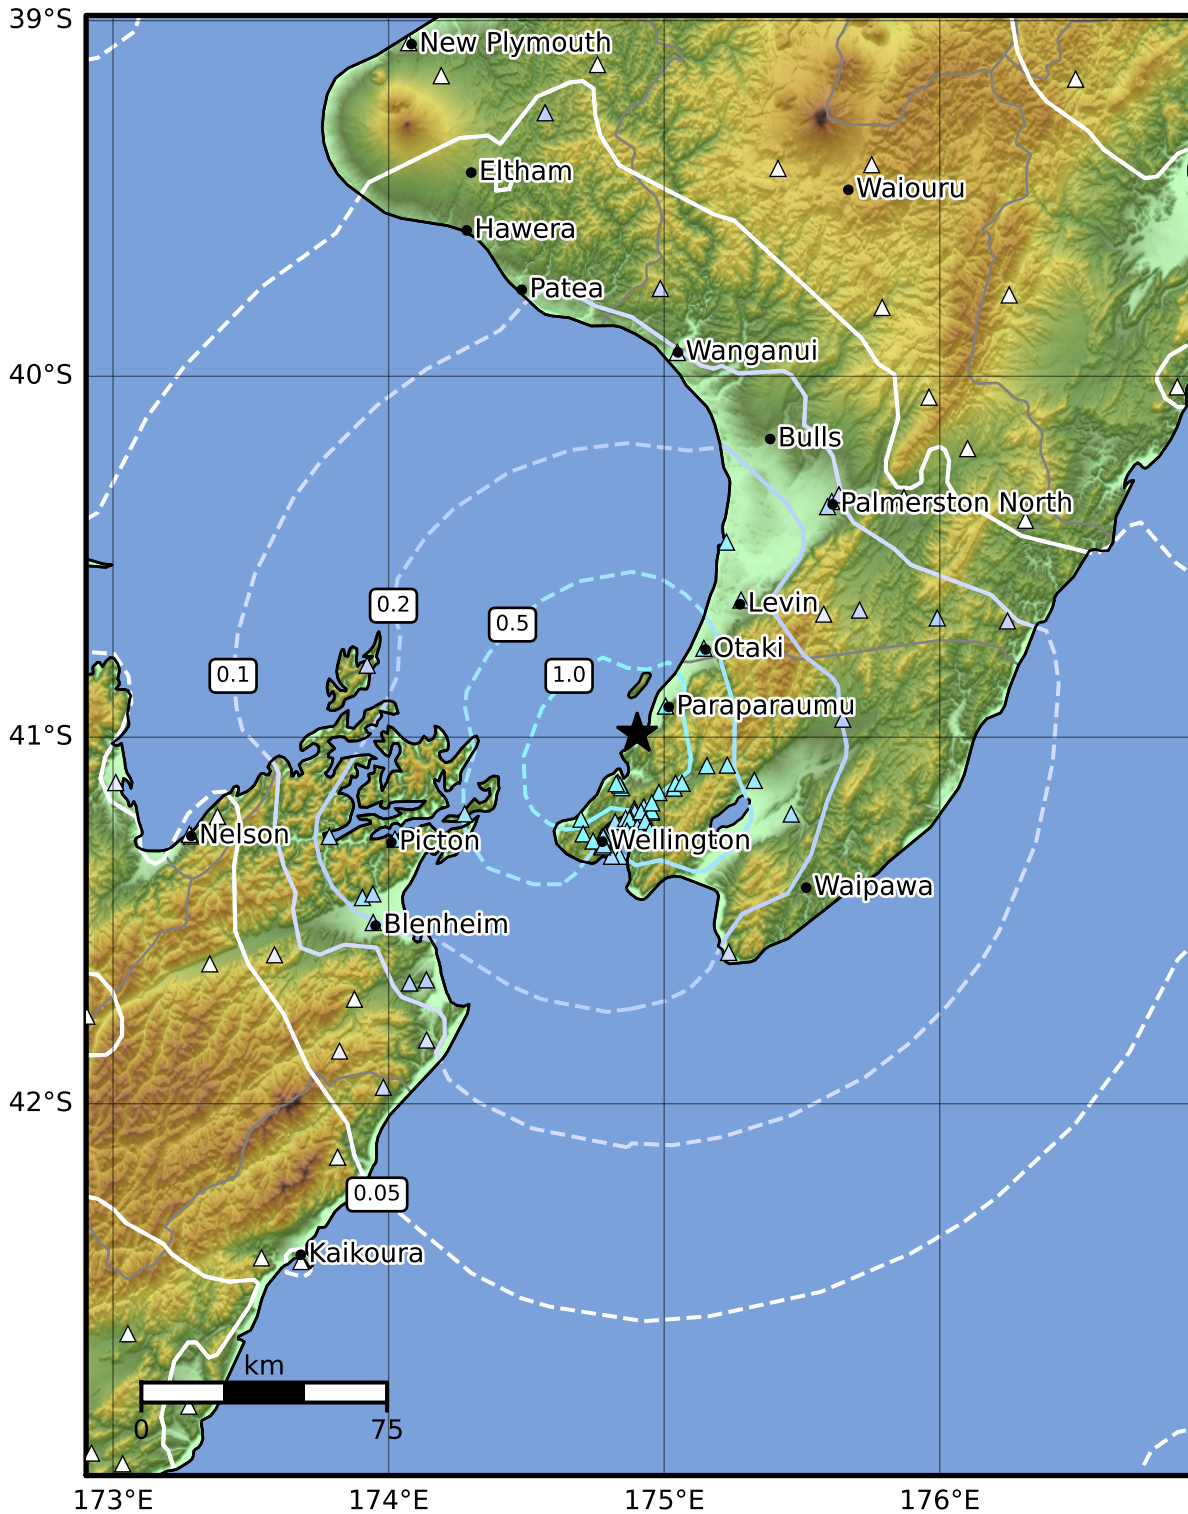 39°S
New Plymouth
Eltham
Waiouru
Hawera
Patea
Wanganui
40°S
Bulls
Palmerston North
0.2
Levin
0.5
Otaki
0.1
1.0
Paraparaumu
41°S
Nelson
Picton
Wellington
Waipawa
Blenheim
42°S
0.05
Kaikoura
km
0
75
173°E
174°E
175°E
176°E